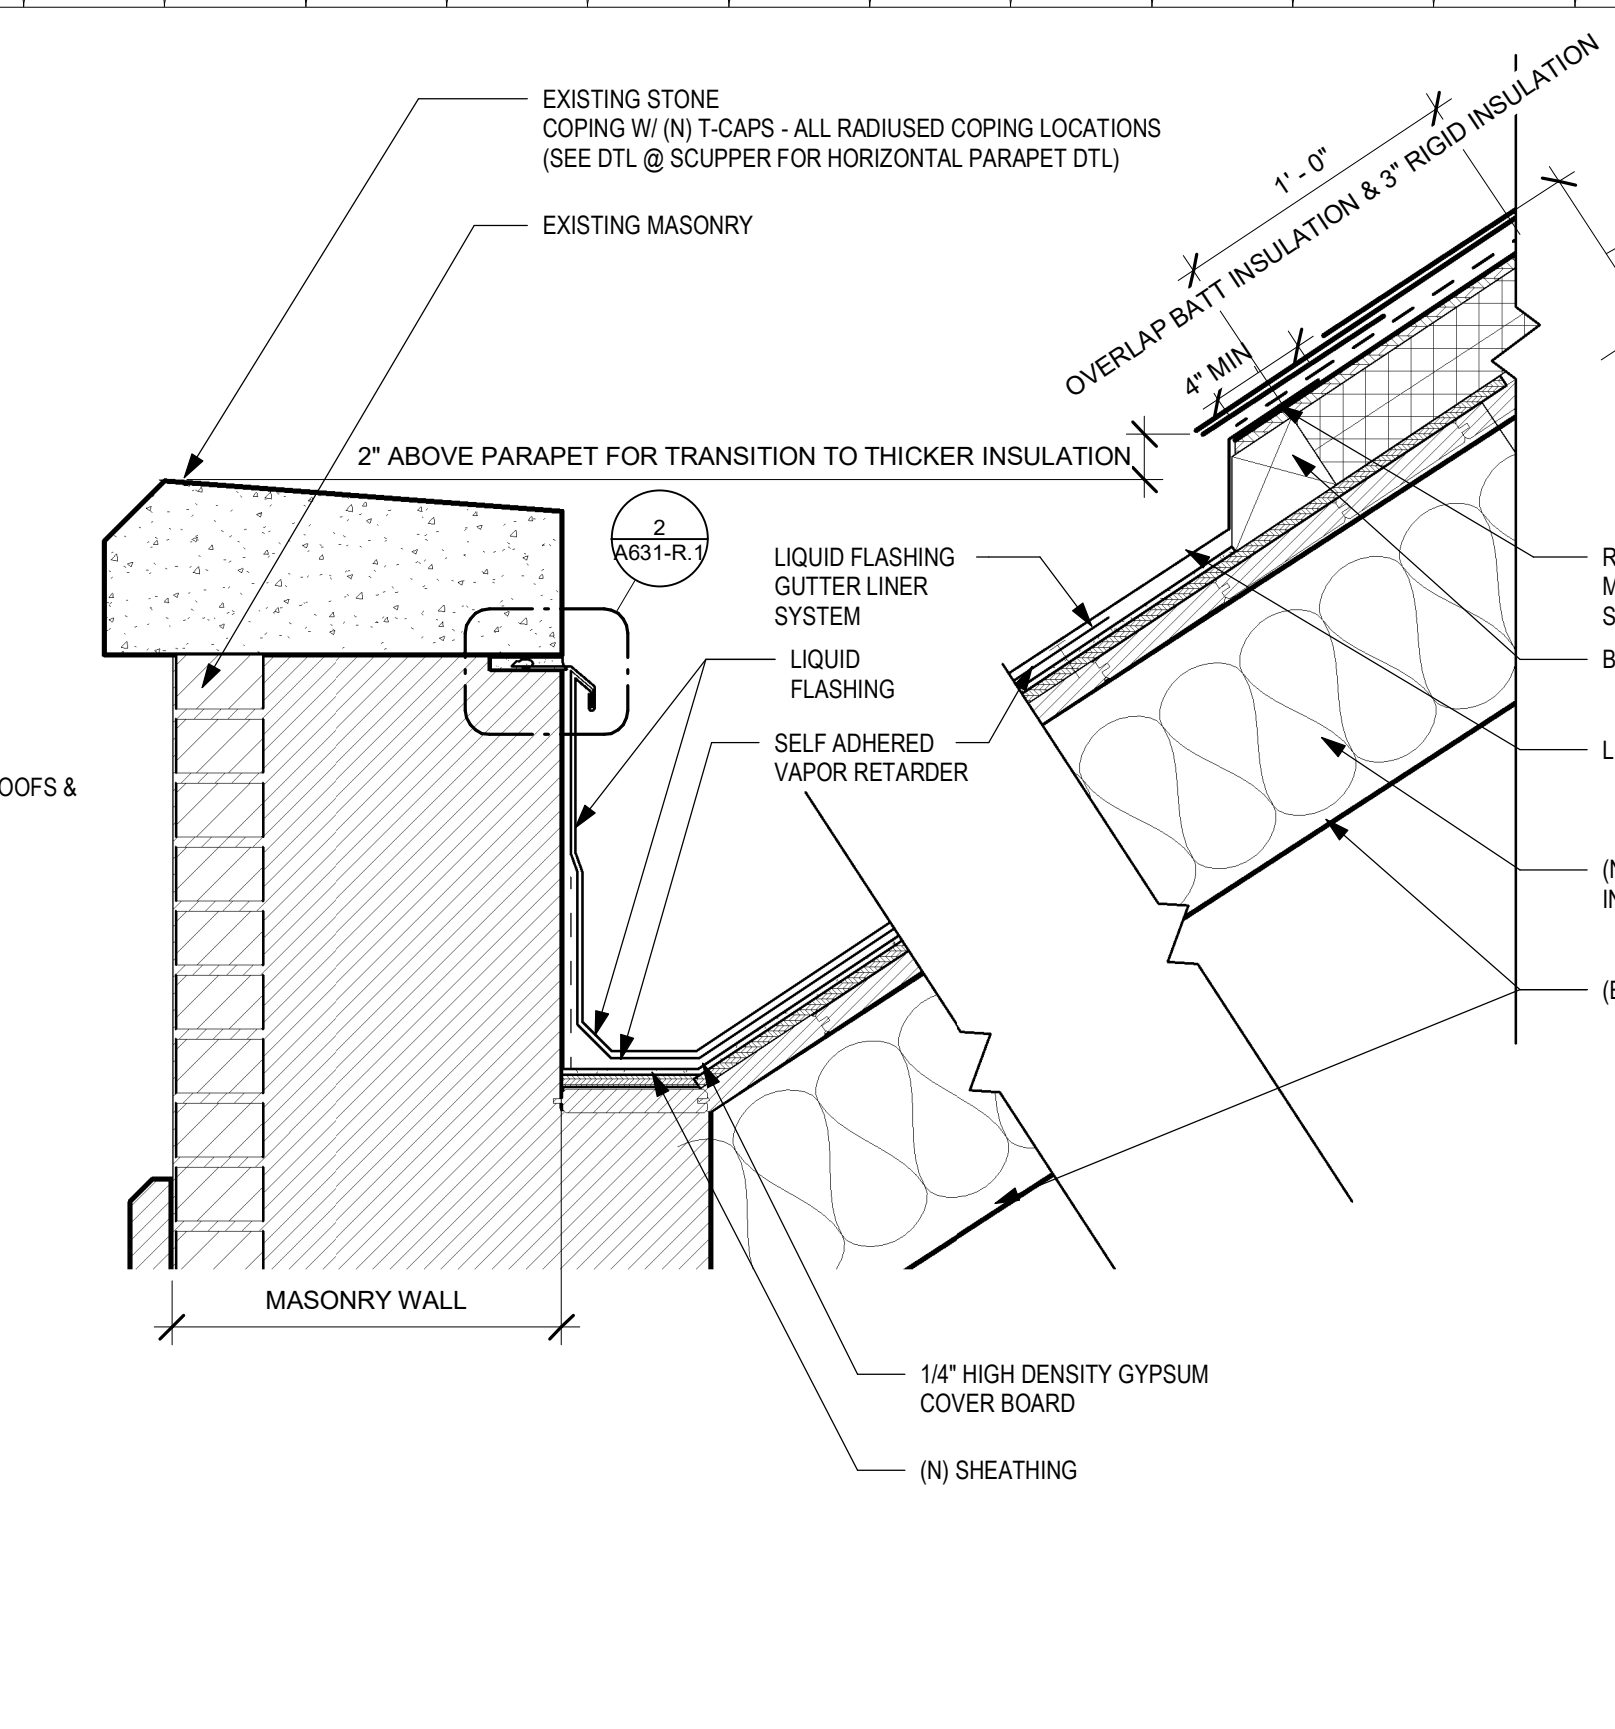 EXISTING STONE
COPING W/ (N) T-CAPS - ALL RADIUSED COPING LOCATIONS
(SEE DTL @ SCUPPER FOR HORIZONTAL PARAPET DTL)
EXISTING MASONRY
1' - 0"
OVERLAP BATT INSULATION & 3" RIGID INSULATION
4" MIN
2" ABOVE PARAPET FOR TRANSITION TO THICKER INSULATION
2
A631-R.1
LIQUID FLASHING
GUTTER LINER
SYSTEM
LIQUID
FLASHING
SELF ADHERED
VAPOR RETARDER
OOFS &
R
M
S
B
L
(N
IN
(E
MASONRY WALL
1/4" HIGH DENSITY GYPSUM
COVER BOARD
(N) SHEATHING